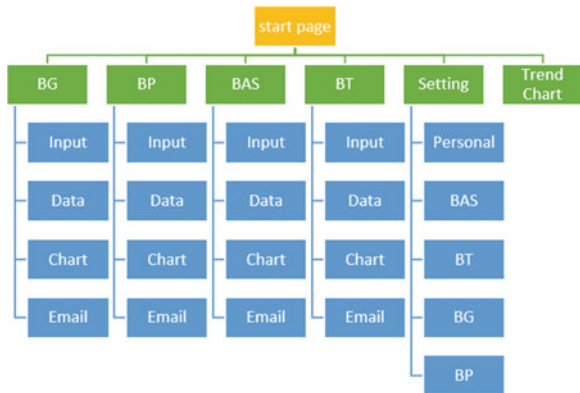 start page
BG
BP
BAS
BT
Setting
Trend
Chart
Input
Input
Input
Input
Personal
Data
Data
Data
Data
BAS
Chart
Chart
Chart
Chart
BT
Email
Email
Email
Email
BG
BP